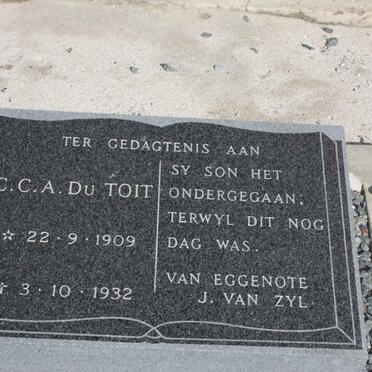 TER GEDAGTENIS AAN
C.C.A. DU TOIT
☆ 22 · 9 · 1909
✝ 3 · 10 · 1932
SY SON HET
ONDERGEGAAN;
TERWYL DIT NOG
DAG WAS.
VAN EGGENOTE
J. VAN ZYL.